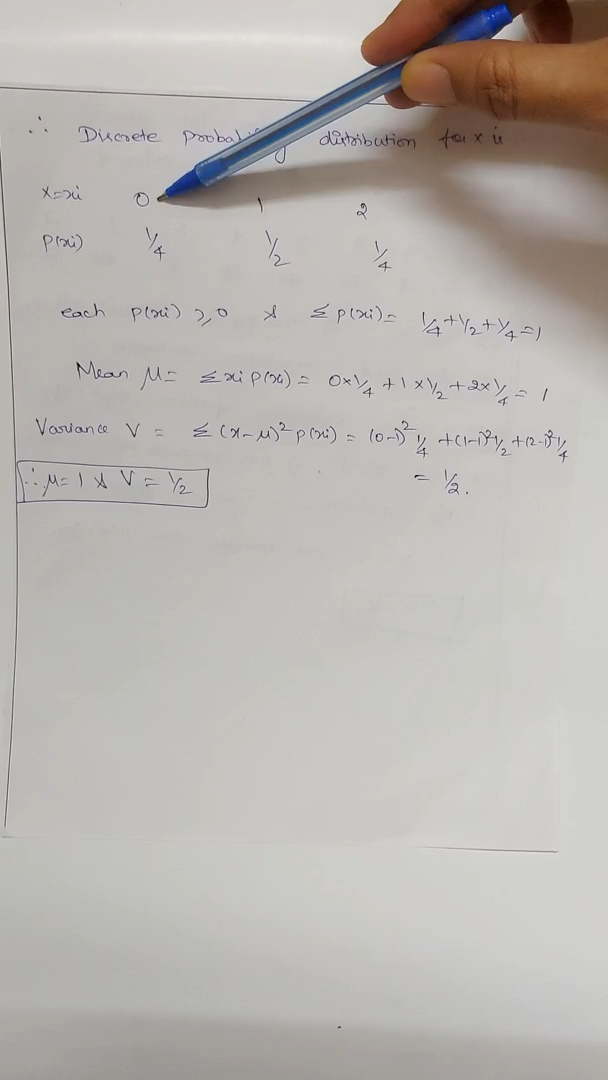 ∴ Discrete probability distribution for x is
x=xi 0 1 2
p(xi) 1/4 1/2 1/4
each p(xi) ≥ 0 & Σ p(xi) = 1/4 + 1/2 + 1/4 = 1
Mean μ = Σ xi p(xi) = 0×1/4 + 1×1/2 + 2×1/4 = 1
Variance V = Σ (x-μ)² p(xi) = (0-1)² 1/4 + (1-1)² 1/2 + (2-1)² 1/4
= 1/2.
∴ μ = 1 & V = 1/2